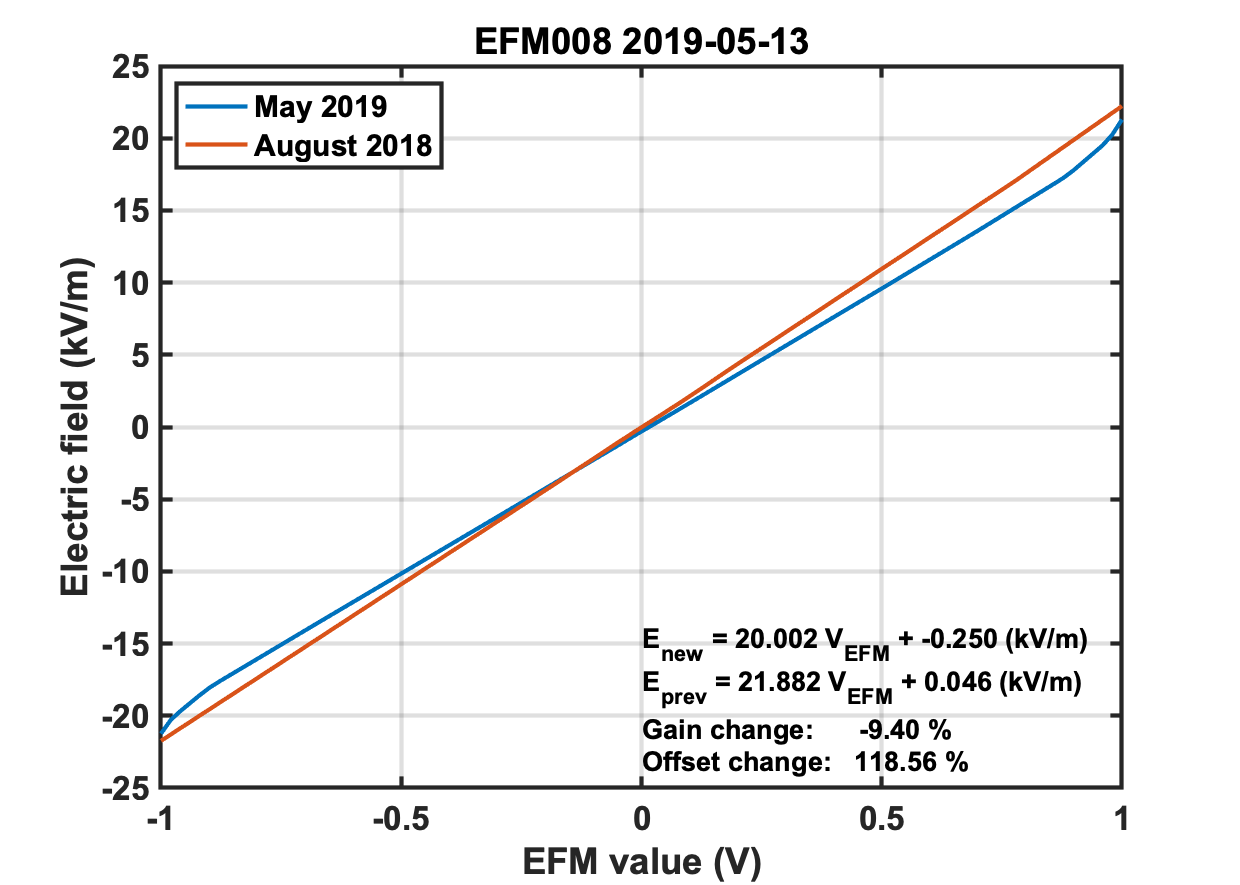 EFM008 2019-05-13
25
20
15
10
5
0
-5
-10
-15
-20
-25
Electric field (kV/m)
May 2019
August 2018
E_new = 20.002 V_EFM + -0.250 (kV/m)
E_prev = 21.882 V_EFM + 0.046 (kV/m)
Gain change: -9.40 %
Offset change: 118.56 %
-1 -0.5 0 0.5 1
EFM value (V)